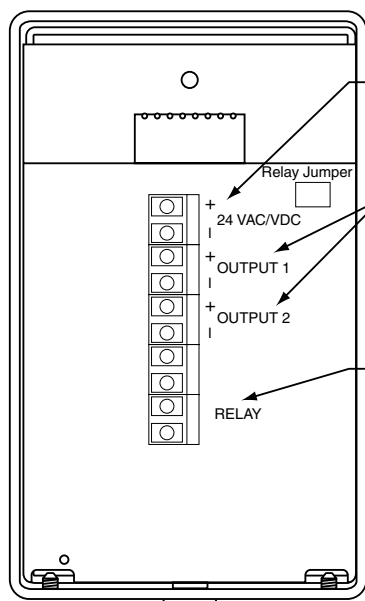 Relay Jumper
+
24 VAC/VDC
–
+
OUTPUT 1
–
+
OUTPUT 2
–
RELAY